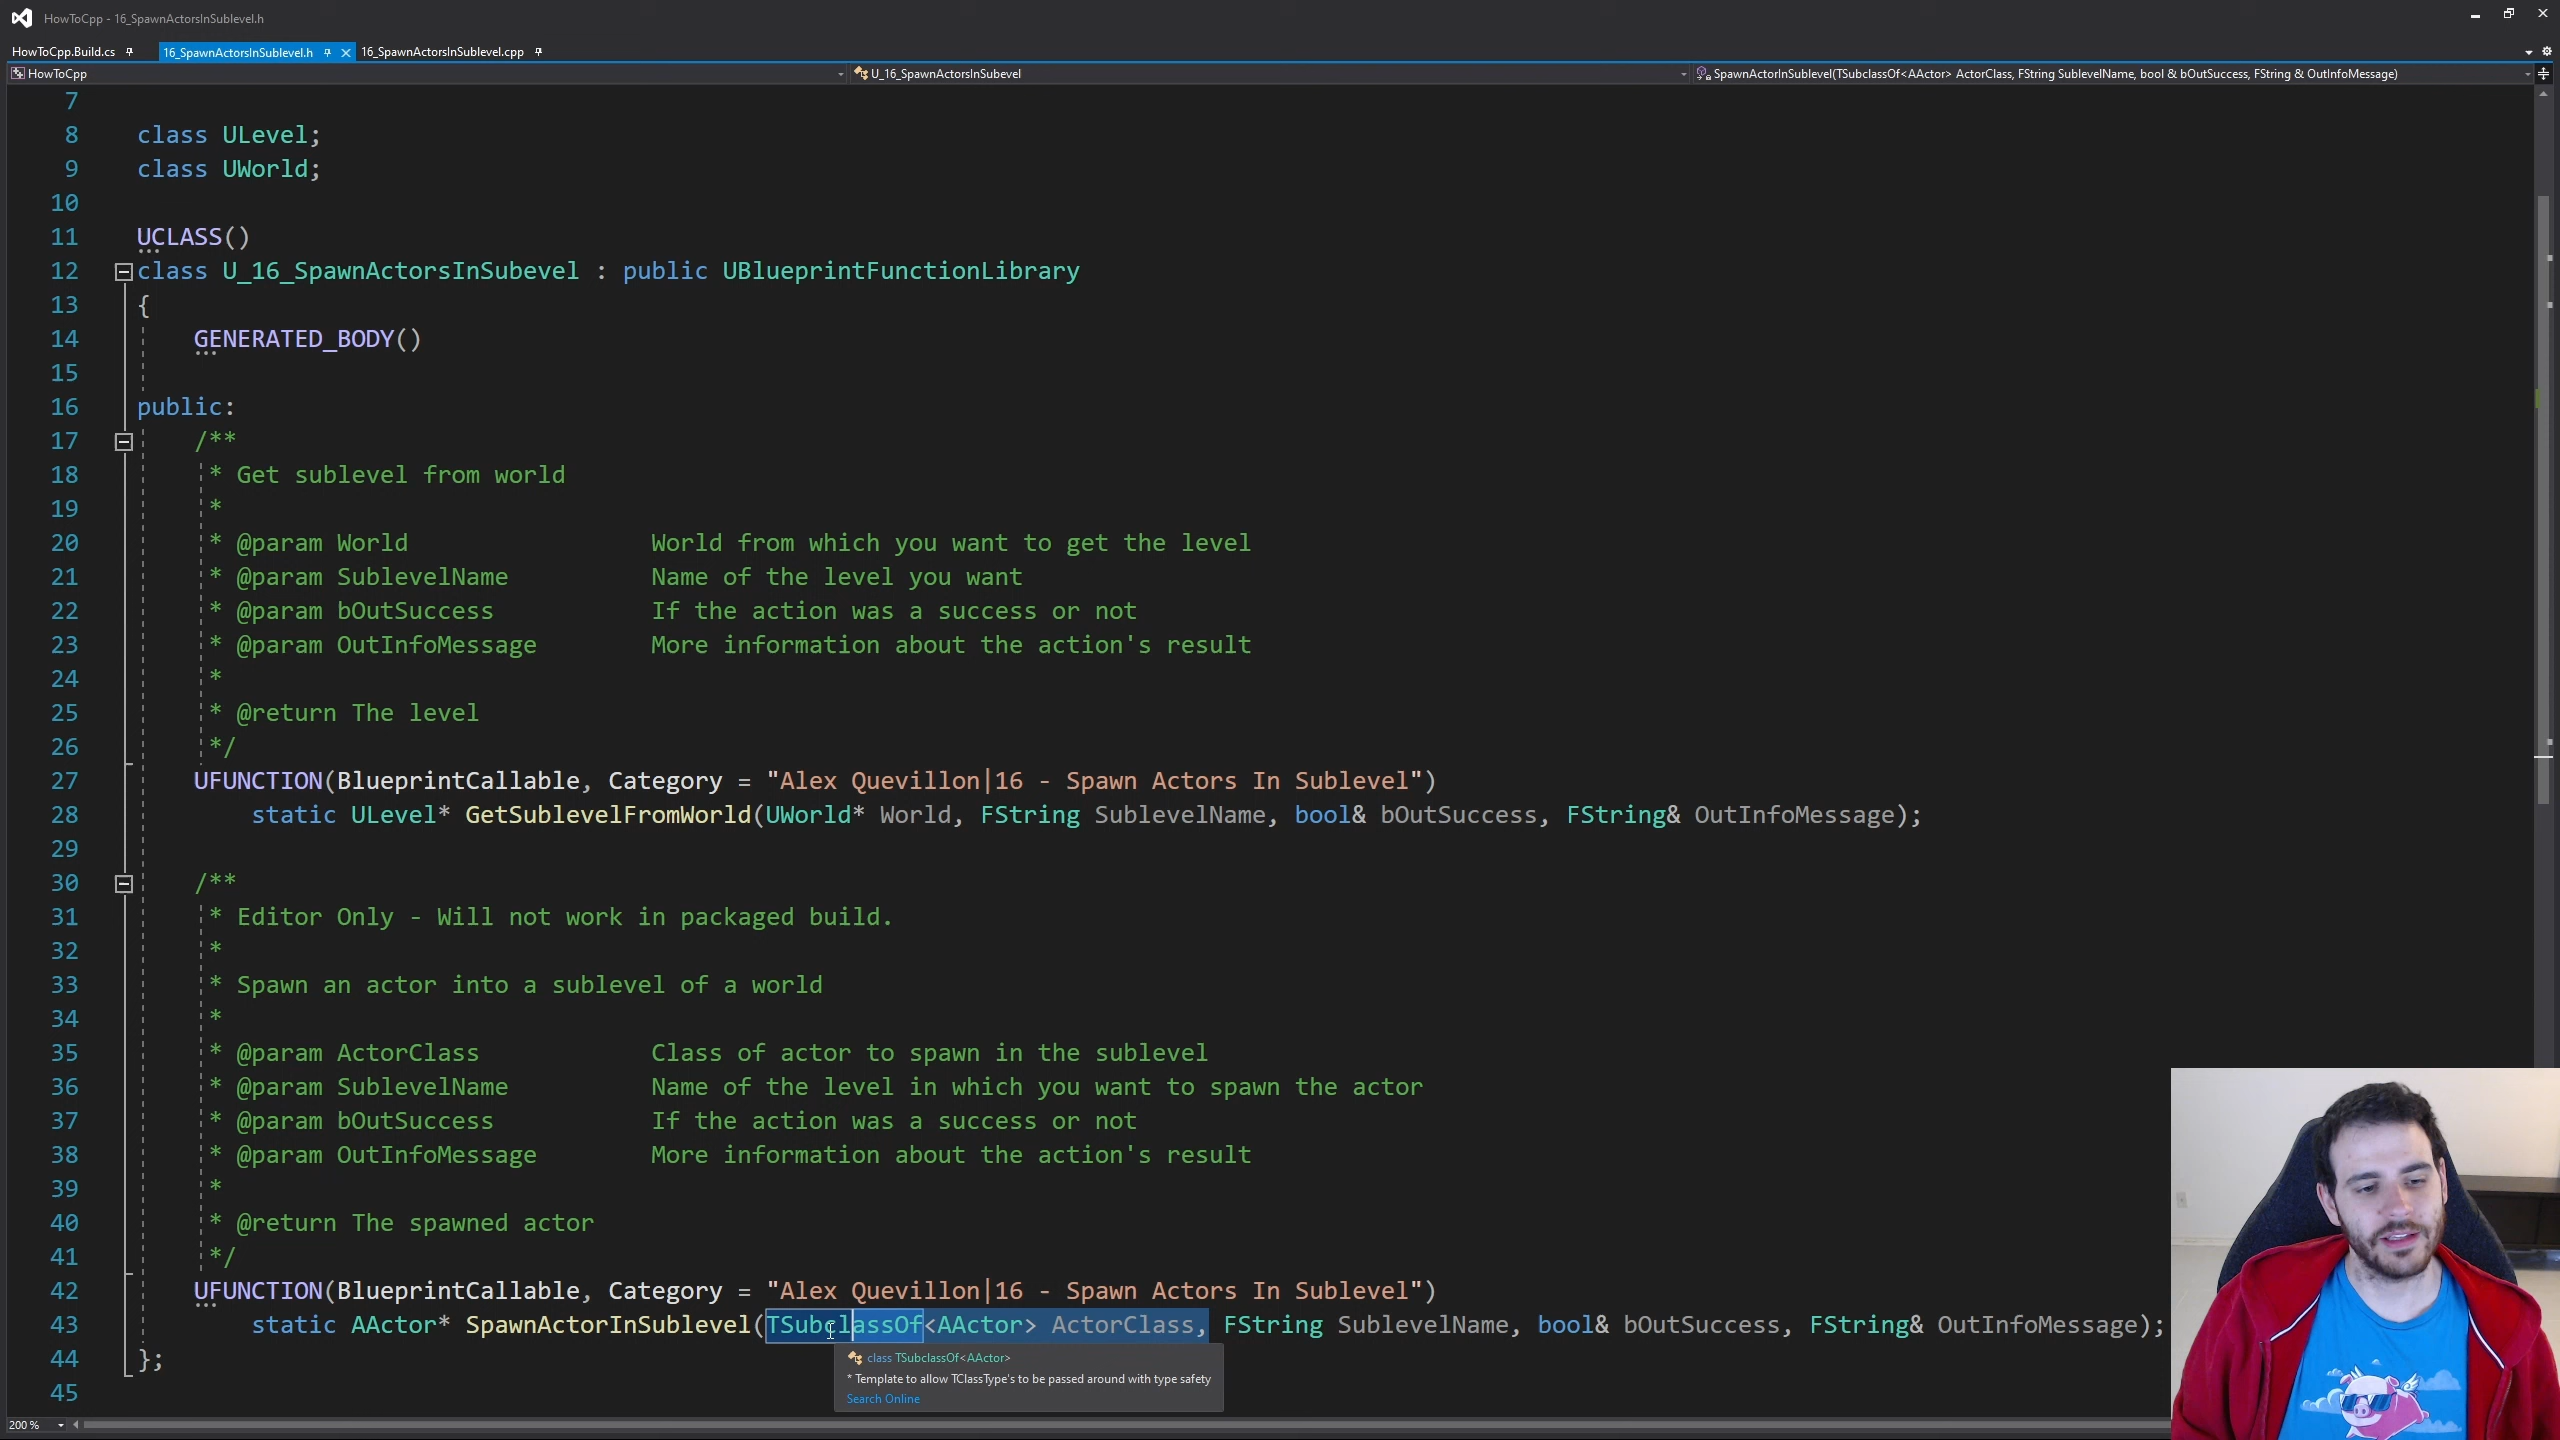 HowToCpp - 16_SpawnActorsInSublevel.h
HowToCpp.Build.cs 16_SpawnActorsInSublevel.h 16_SpawnActorsInSublevel.cpp
HowToCpp U_16_SpawnActorsInSubevel SpawnActorInSublevel(TSubclassOf<AActor> ActorClass, FString SublevelName, bool & bOutSuccess, FString & OutInfoMessage)
7
8 class ULevel;
9 class UWorld;
10
11 UCLASS()
12 class U_16_SpawnActorsInSubevel : public UBlueprintFunctionLibrary
13 {
14 GENERATED_BODY()
15
16 public:
17 /**
18 * Get sublevel from world
19 *
20 * @param World World from which you want to get the level
21 * @param SublevelName Name of the level you want
22 * @param bOutSuccess If the action was a success or not
23 * @param OutInfoMessage More information about the action's result
24 *
25 * @return The level
26 */
27 UFUNCTION(BlueprintCallable, Category = "Alex Quevillon|16 - Spawn Actors In Sublevel")
28 static ULevel* GetSublevelFromWorld(UWorld* World, FString SublevelName, bool& bOutSuccess, FString& OutInfoMessage);
29
30 /**
31 * Editor Only - Will not work in packaged build.
32 *
33 * Spawn an actor into a sublevel of a world
34 *
35 * @param ActorClass Class of actor to spawn in the sublevel
36 * @param SublevelName Name of the level in which you want to spawn the actor
37 * @param bOutSuccess If the action was a success or not
38 * @param OutInfoMessage More information about the action's result
39 *
40 * @return The spawned actor
41 */
42 UFUNCTION(BlueprintCallable, Category = "Alex Quevillon|16 - Spawn Actors In Sublevel")
43 static AActor* SpawnActorInSublevel(TSubclassOf<AActor> ActorClass, FString SublevelName, bool& bOutSuccess, FString& OutInfoMessage);
44 };
class TSubclassOf<AActor>
* Template to allow TClassType's to be passed around with type safety
45
Search Online
200 %